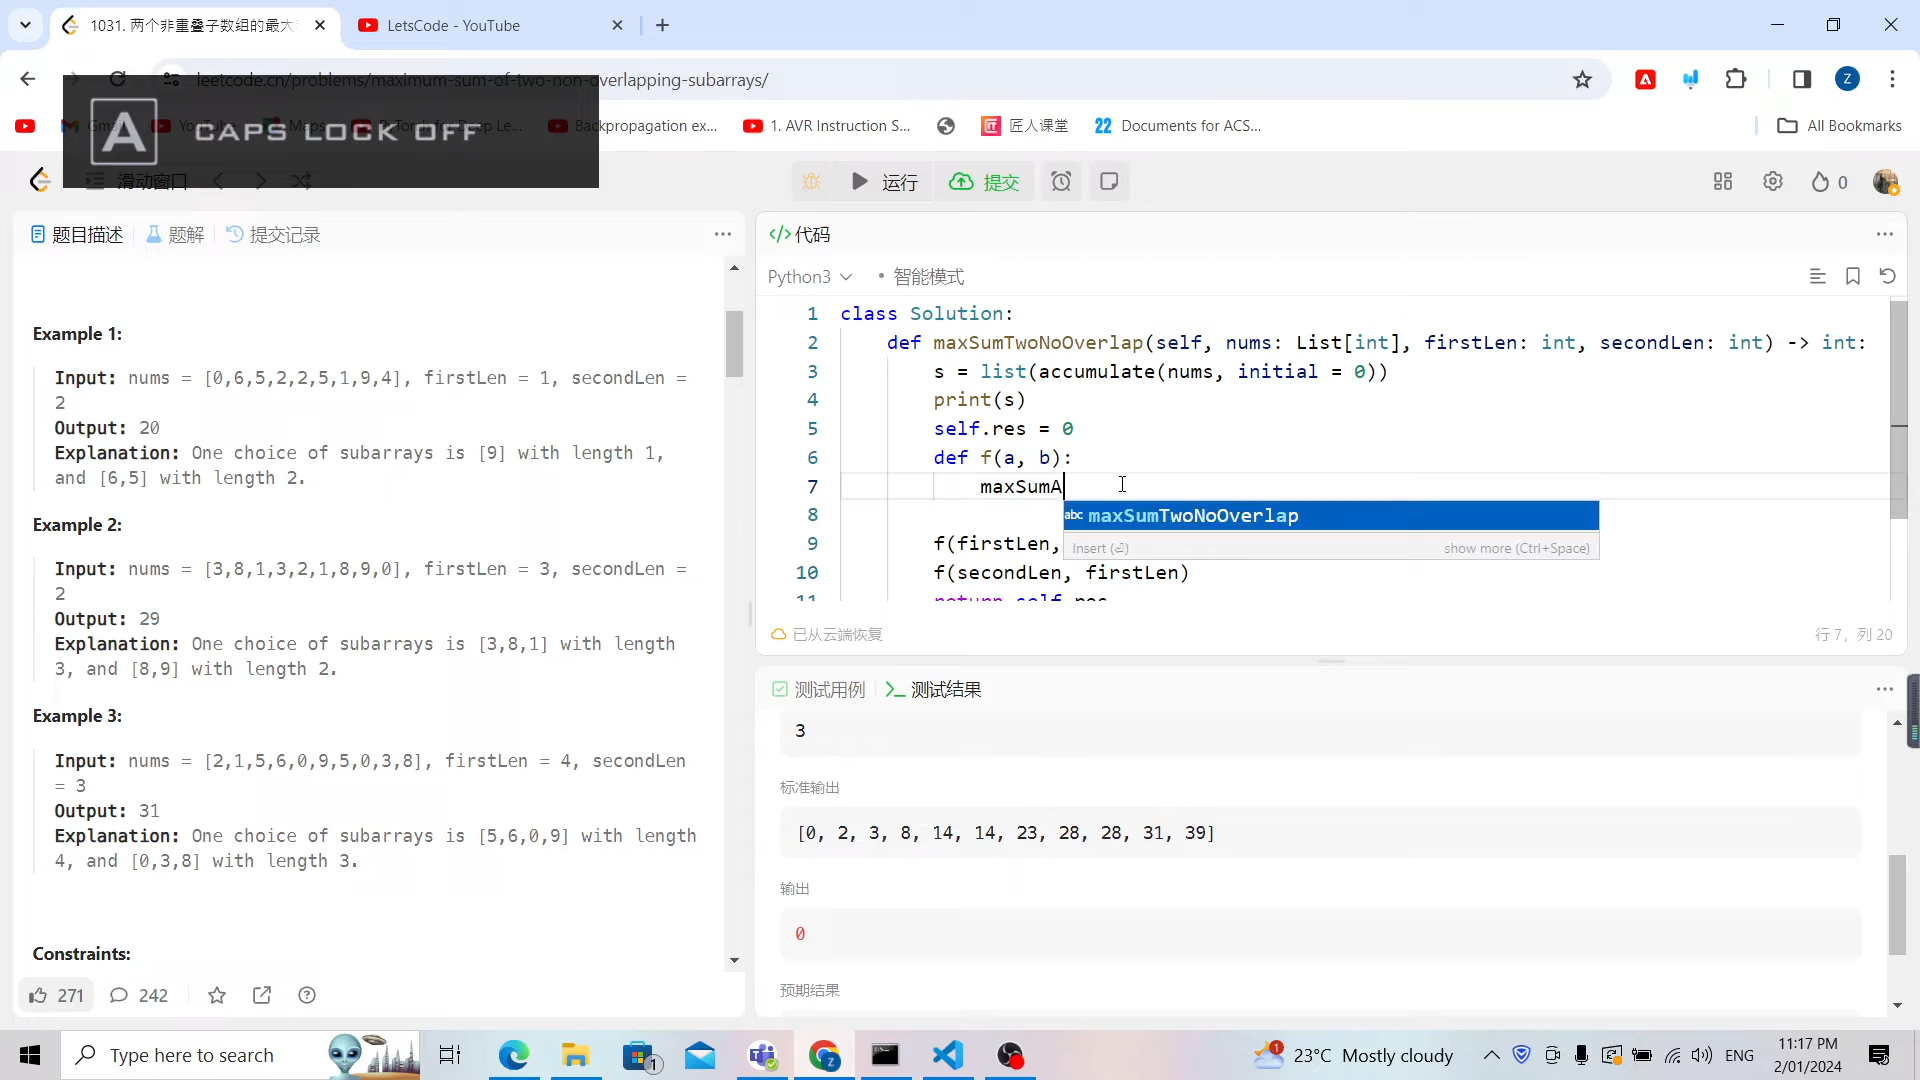 1031. 两个非重叠子数组的最大
LetsCode - YouTube
leetcode.cn/problems/maximum-sum-of-two-non-overlapping-subarrays/
Z
A CAPS LOCK OFF
Backpropagation ex...
1. AVR Instruction S...
匠人课堂
22 Documents for ACS...
All Bookmarks
滑动窗口
运行
提交
0
题目描述
题解
提交记录
Example 1:
Input: nums = [0,6,5,2,2,5,1,9,4], firstLen = 1, secondLen =
2
Output: 20
Explanation: One choice of subarrays is [9] with length 1,
and [6,5] with length 2.
Example 2:
Input: nums = [3,8,1,3,2,1,8,9,0], firstLen = 3, secondLen =
2
Output: 29
Explanation: One choice of subarrays is [3,8,1] with length
3, and [8,9] with length 2.
Example 3:
Input: nums = [2,1,5,6,0,9,5,0,3,8], firstLen = 4, secondLen
= 3
Output: 31
Explanation: One choice of subarrays is [5,6,0,9] with length
4, and [0,3,8] with length 3.
Constraints:
271
242
</>代码
Python3
• 智能模式
1 class Solution:
2 def maxSumTwoNoOverlap(self, nums: List[int], firstLen: int, secondLen: int) -> int:
3 s = list(accumulate(nums, initial = 0))
4 print(s)
5 self.res = 0
6 def f(a, b):
7 maxSumA
8
abc maxSumTwoNoOverlap
Insert (⏎)
show more (Ctrl+Space)
9 f(firstLen,
10 f(secondLen, firstLen)
11 return self.res
已从云端恢复
行 7, 列 20
测试用例
测试结果
3
标准输出
[0, 2, 3, 8, 14, 14, 23, 28, 28, 31, 39]
输出
0
预期结果
Type here to search
1
1
23°C Mostly cloudy
ENG
11:17 PM
2/01/2024